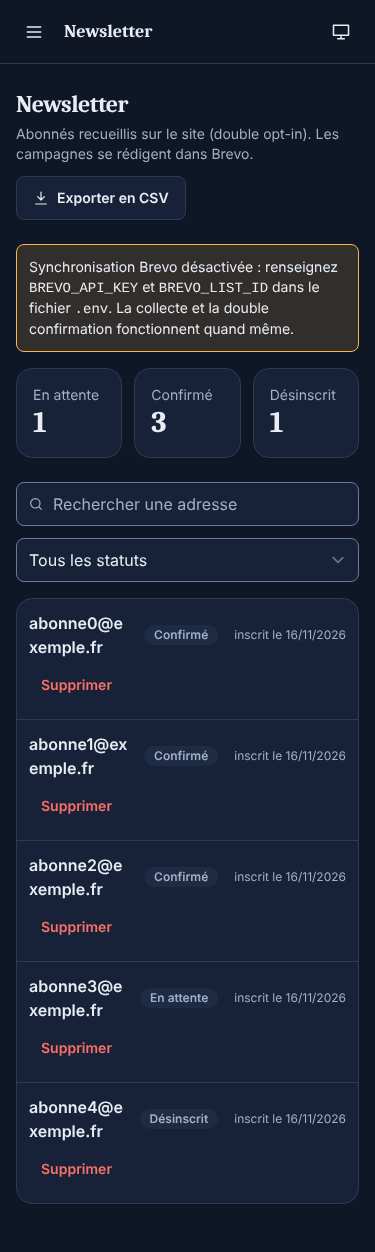 Newsletter
Newsletter
Abonnés recueillis sur le site (double opt-in). Les
campagnes se rédigent dans Brevo.
Exporter en CSV
Synchronisation Brevo désactivée : renseignez
BREVO_API_KEY et BREVO_LIST_ID dans le
fichier .env. La collecte et la double
confirmation fonctionnent quand même.
En attente
1
Confirmé
3
Désinscrit
1
Rechercher une adresse
Tous les statuts
abonne0@e
xemple.fr
Confirmé
inscrit le 16/11/2026
Supprimer
abonne1@ex
emple.fr
Confirmé
inscrit le 16/11/2026
Supprimer
abonne2@e
xemple.fr
Confirmé
inscrit le 16/11/2026
Supprimer
abonne3@e
xemple.fr
En attente
inscrit le 16/11/2026
Supprimer
abonne4@e
xemple.fr
Désinscrit
inscrit le 16/11/2026
Supprimer